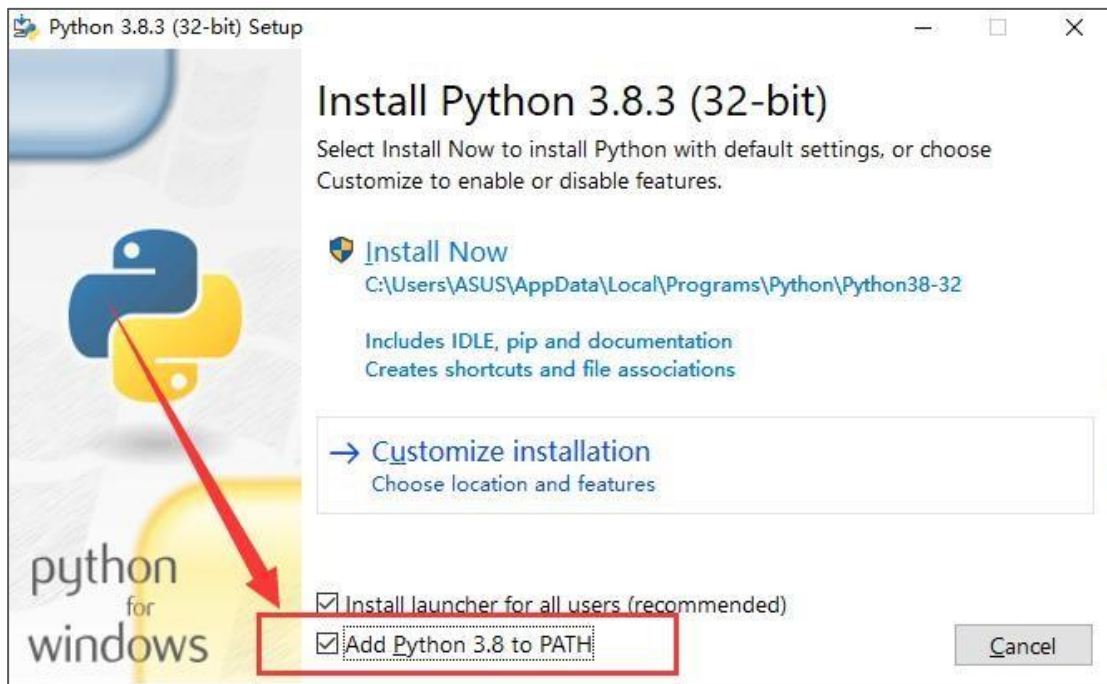 Python 3.8.3 (32-bit) Setup
Install Python 3.8.3 (32-bit)
Select Install Now to install Python with default settings, or choose
Customize to enable or disable features.
Install Now
C:\Users\ASUS\AppData\Local\Programs\Python\Python38-32
Includes IDLE, pip and documentation
Creates shortcuts and file associations
Customize installation
Choose location and features
python
for
windows
Install launcher for all users (recommended)
Add Python 3.8 to PATH
Cancel